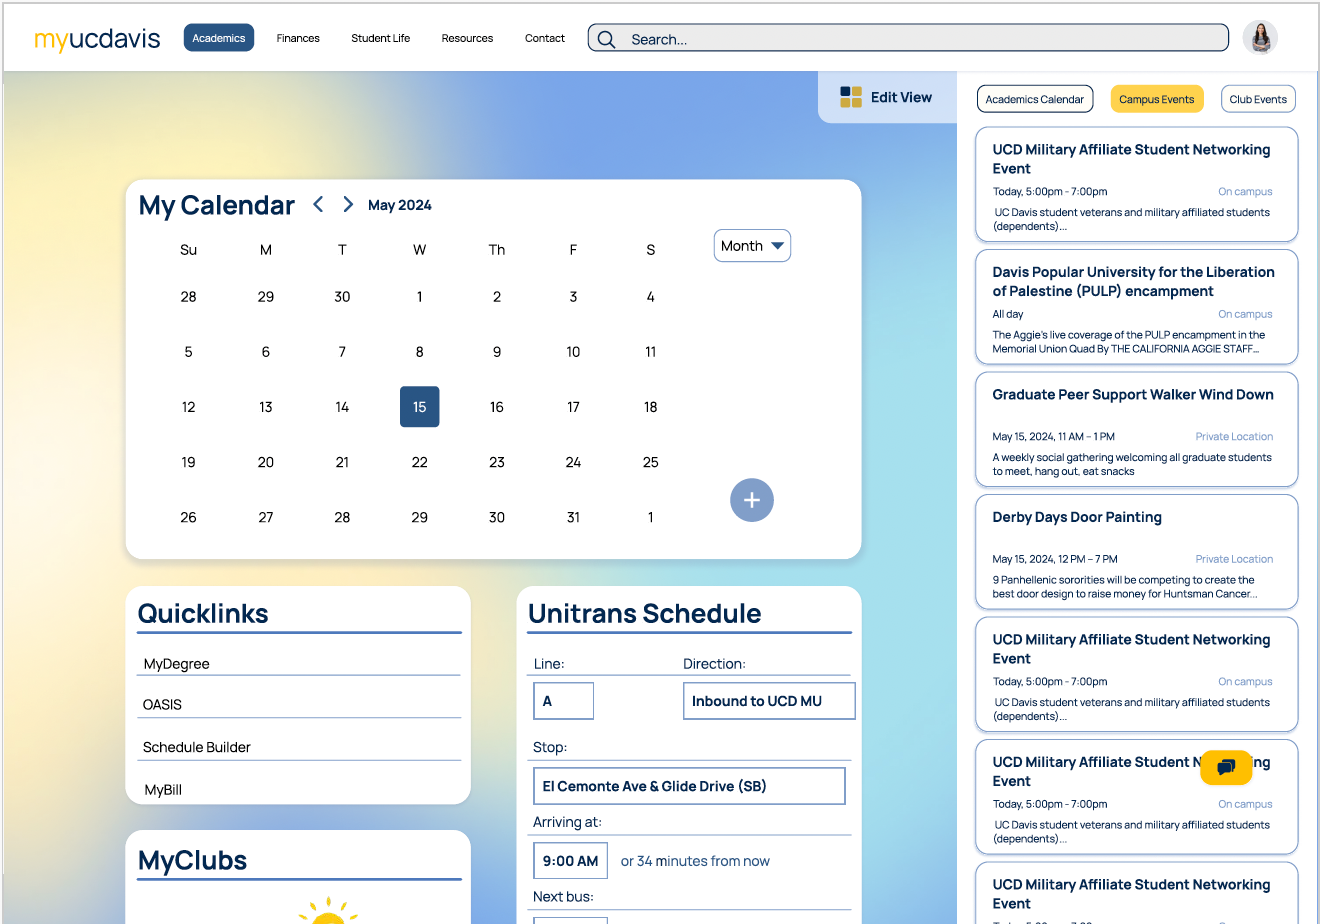 myucdavis
Academics
Finances
Student Life
Resources
Contact
Search...
Edit View
My Calendar
May 2024
Month
Su M T W Th F S
28 29 30 1 2 3 4
5 6 7 8 9 10 11
12 13 14 15 16 17 18
19 20 21 22 23 24 25
26 27 28 29 30 31 1
Quicklinks
MyDegree
OASIS
Schedule Builder
MyBill
MyClubs
Unitrans Schedule
Line: Direction:
A Inbound to UCD MU
Stop:
El Cemonte Ave & Glide Drive (SB)
Arriving at:
9:00 AM or 34 minutes from now
Next bus:
Academics Calendar
Campus Events
Club Events
UCD Military Affiliate Student Networking
Event
Today, 5:00pm - 7:00pm On campus
UC Davis student veterans and military affiliated students
(dependents)...
Davis Popular University for the Liberation
of Palestine (PULP) encampment
All day On campus
The Aggie's live coverage of the PULP encampment in the
Memorial Union Quad By THE CALIFORNIA AGGIE STAFF...
Graduate Peer Support Walker Wind Down
May 15, 2024, 11 AM – 1 PM Private Location
A weekly social gathering welcoming all graduate students
to meet, hang out, eat snacks
Derby Days Door Painting
May 15, 2024, 12 PM – 7 PM Private Location
9 Panhellenic sororities will be competing to create the
best door design to raise money for Huntsman Cancer...
UCD Military Affiliate Student Networking
Event
Today, 5:00pm - 7:00pm On campus
UC Davis student veterans and military affiliated students
(dependents)...
UCD Military Affiliate Student N ng
Event
Today, 5:00pm - 7:00pm On campus
UC Davis student veterans and military affiliated students
(dependents)...
UCD Military Affiliate Student Networking
Event